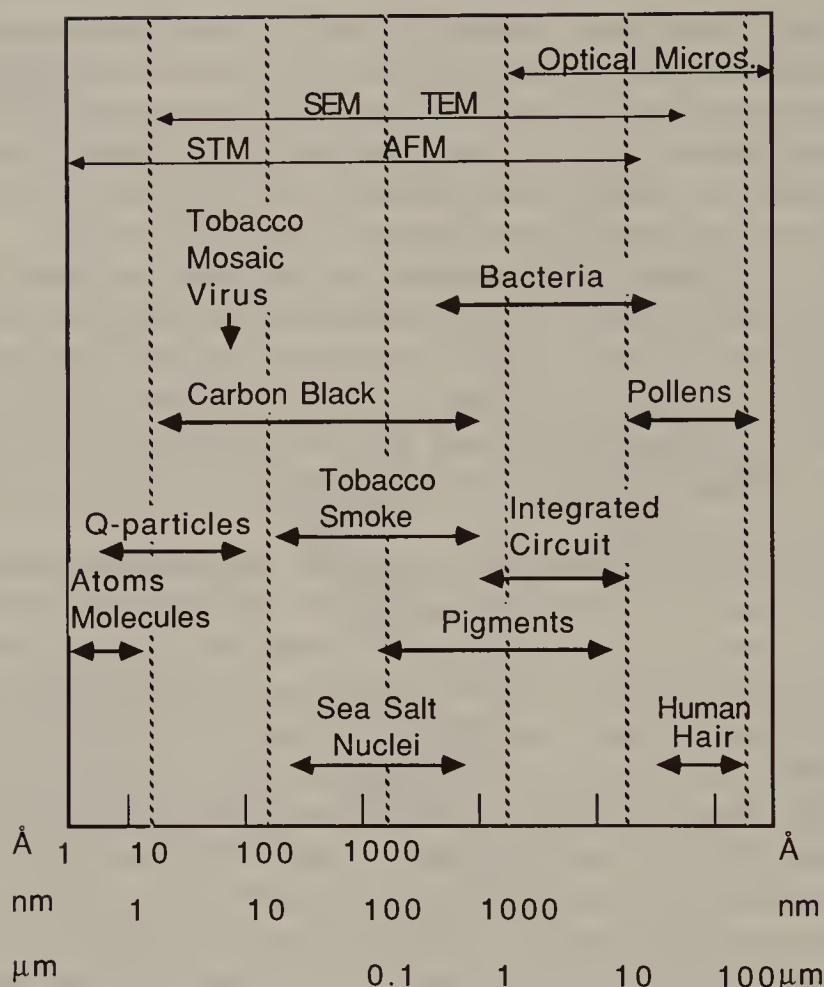 Optical Micros.
SEM TEM
STM AFM
Tobacco
Mosaic
Virus
Bacteria
Carbon Black
Pollens
Tobacco
Smoke
Integrated
Circuit
Q-particles
Atoms
Molecules
Pigments
Sea Salt
Nuclei
Human
Hair
Å 1 10 100 1000 Å
nm 1 10 100 1000 nm
μm 0.1 1 10 100 μm